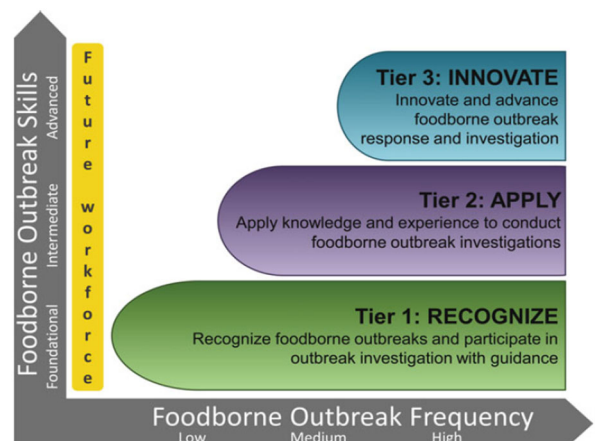 Foodborne Outbreak Skills
Advanced
Intermediate
Foundational
Future workforce
Tier 3: INNOVATE
Innovate and advance
foodborne outbreak
response and investigation
Tier 2: APPLY
Apply knowledge and experience to conduct
foodborne outbreak investigations
Tier 1: RECOGNIZE
Recognize foodborne outbreaks and participate in
outbreak investigation with guidance
Foodborne Outbreak Frequency
Low Medium High